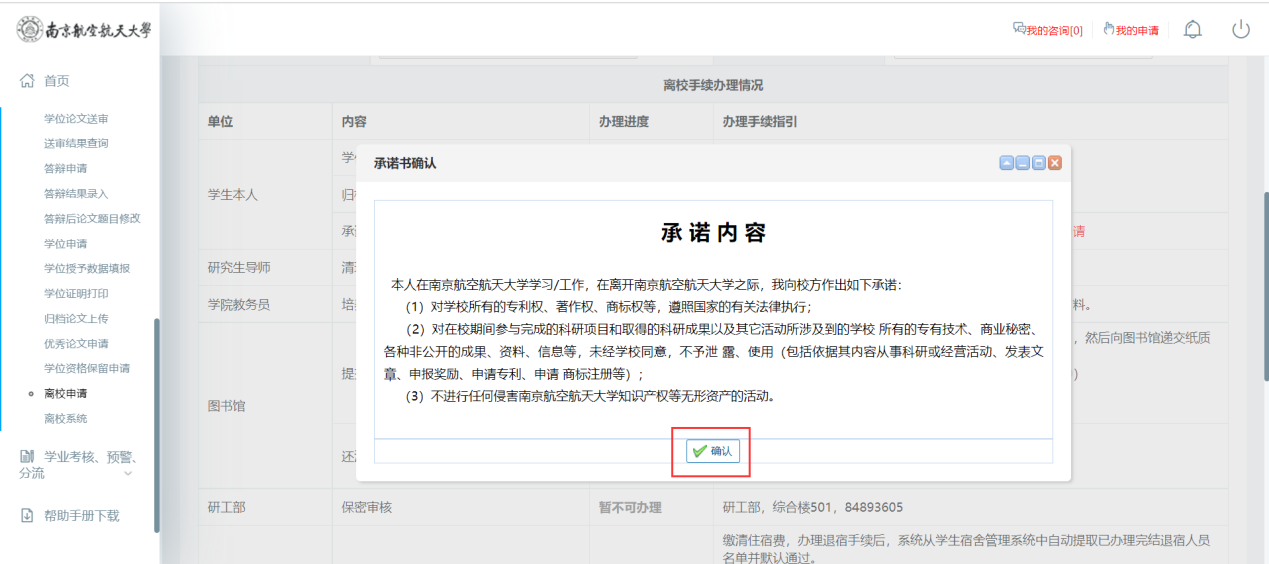 南京航空航天大學
我的咨询[0]
我的申请
首页
学位论文送审
送审结果查询
答辩申请
答辩结果录入
答辩后论文题目修改
学位申请
学位授予数据填报
学位证明打印
归档论文上传
优秀论文申请
学位资格保留申请
离校申请
离校系统
学业考核、预警、
分流
帮助手册下载
离校手续办理情况
单位 内容 办理进度 办理手续指引
学生本人
学
归
承
请
研究生导师 清
学院教务员 培
料。
图书馆
，然后向图书馆递交纸质
提
）
还
承诺书确认
承 诺 内 容
本人在南京航空航天大学学习/工作，在离开南京航空航天大学之际，我向校方作出如下承诺：
（1）对学校所有的专利权、著作权、商标权等，遵照国家的有关法律执行；
（2）对在校期间参与完成的科研项目和取得的科研成果以及其它活动所涉及到的学校 所有的专有技术、商业秘密、
各种非公开的成果、资料、信息等，未经学校同意，不予泄 露、使用（包括依据其内容从事科研或经营活动、发表文
章、申报奖励、申请专利、申请 商标注册等）；
（3）不进行任何侵害南京航空航天大学知识产权等无形资产的活动。
确认
研工部 保密审核 暂不可办理 研工部，综合楼501，84893605
缴清住宿费，办理退宿手续后，系统从学生宿舍管理系统中自动提取已办理完结退宿人员
名单并默认通过。